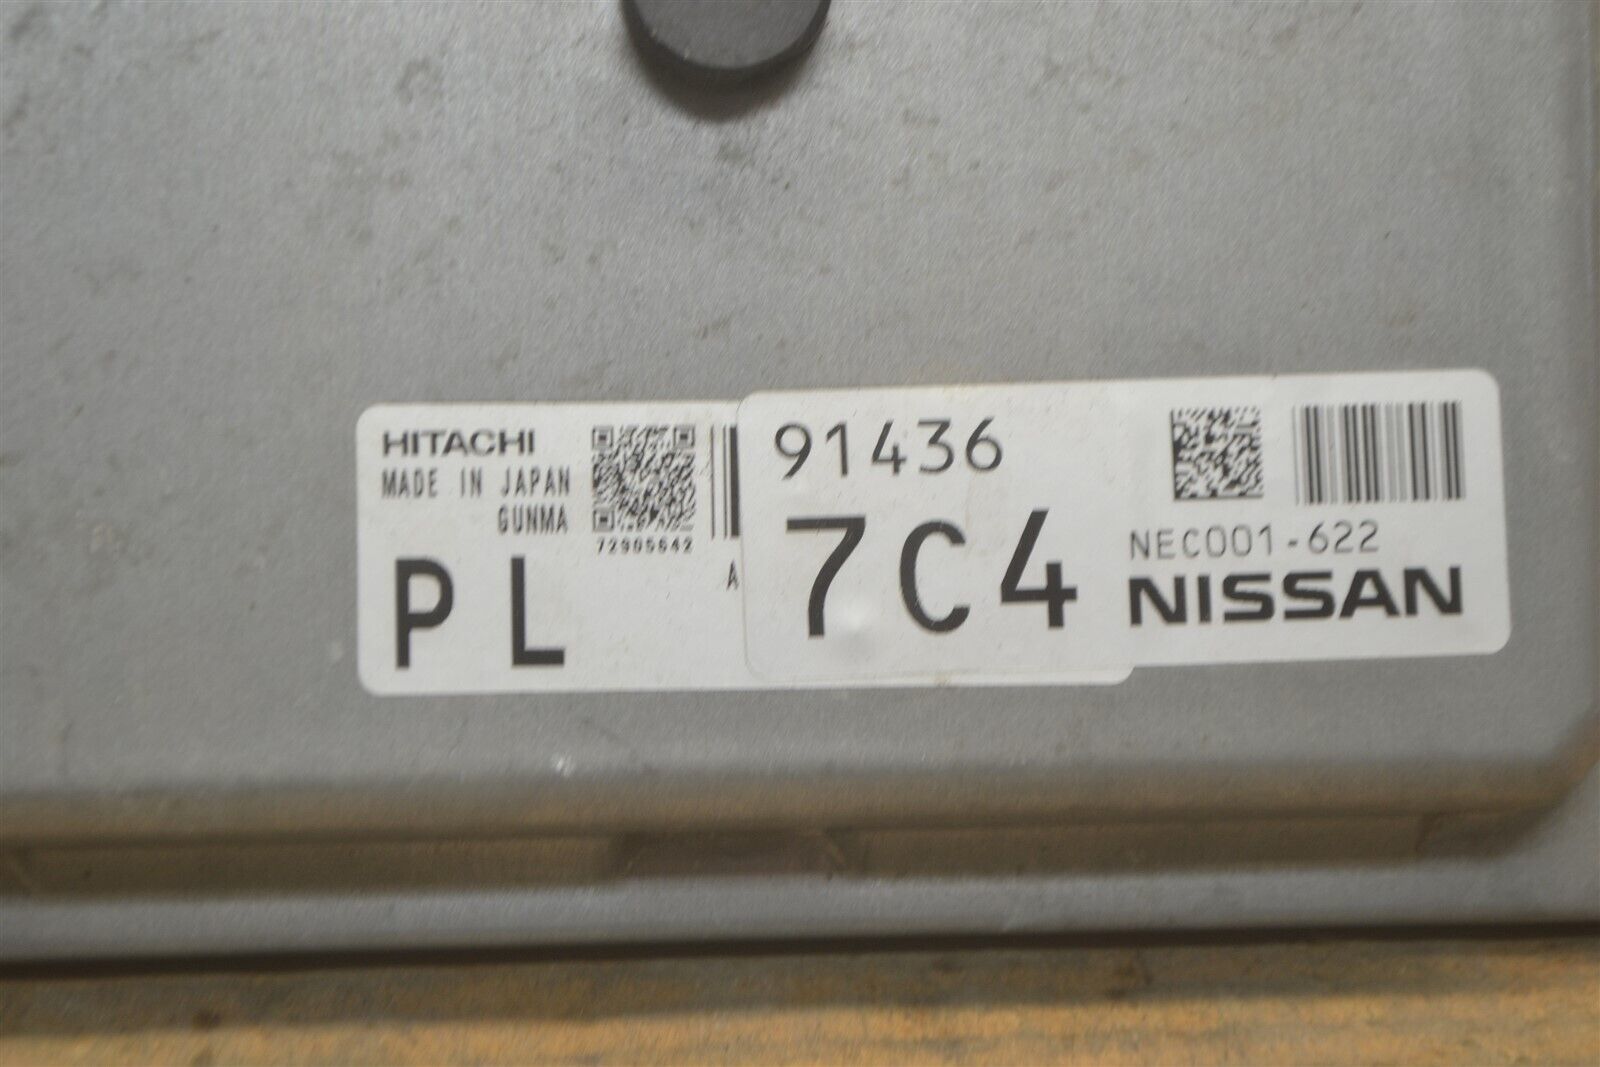 HITACHI
MADE IN JAPAN
GUNMA
72905642
PL
A
91436
7C4
NEC001-622
NISSAN